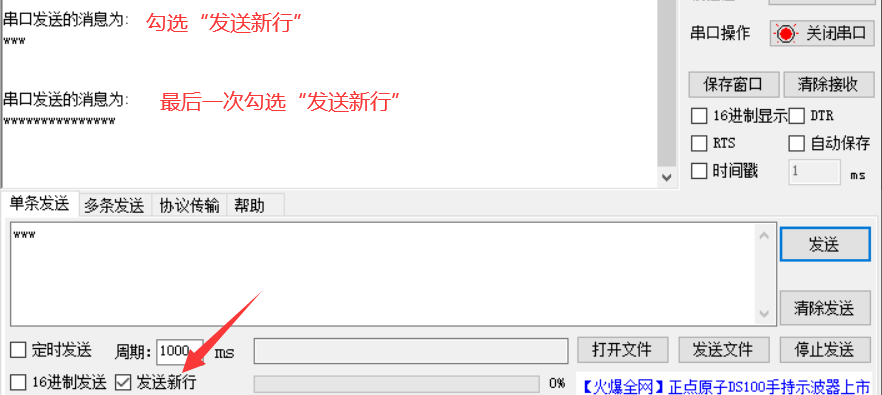 串口发送的消息为: 勾选“发送新行”
www
串口发送的消息为: 最后一次勾选“发送新行”
wwwwwwwwwwwwwww
串口操作 关闭串口
保存窗口 清除接收
16进制显示 DTR
RTS 自动保存
时间戳 1 ms
单条发送 多条发送 协议传输 帮助
www
发送
清除发送
定时发送 周期: 1000 ms 打开文件 发送文件 停止发送
16进制发送 发送新行 0% 【火爆全网】正点原子DS100手持示波器上市